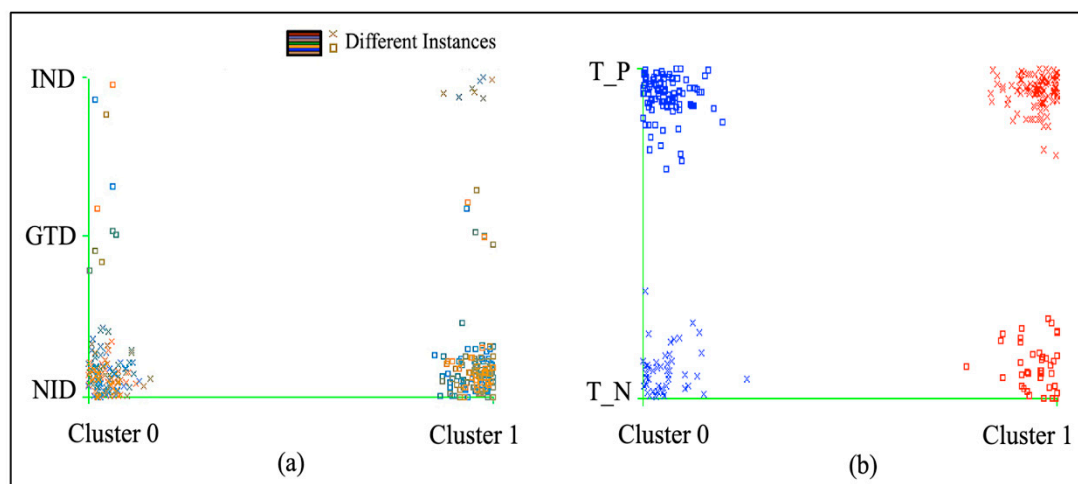 Different Instances
IND
GTD
NID
Cluster 0
Cluster 1
(a)
T_P
T_N
Cluster 0
Cluster 1
(b)